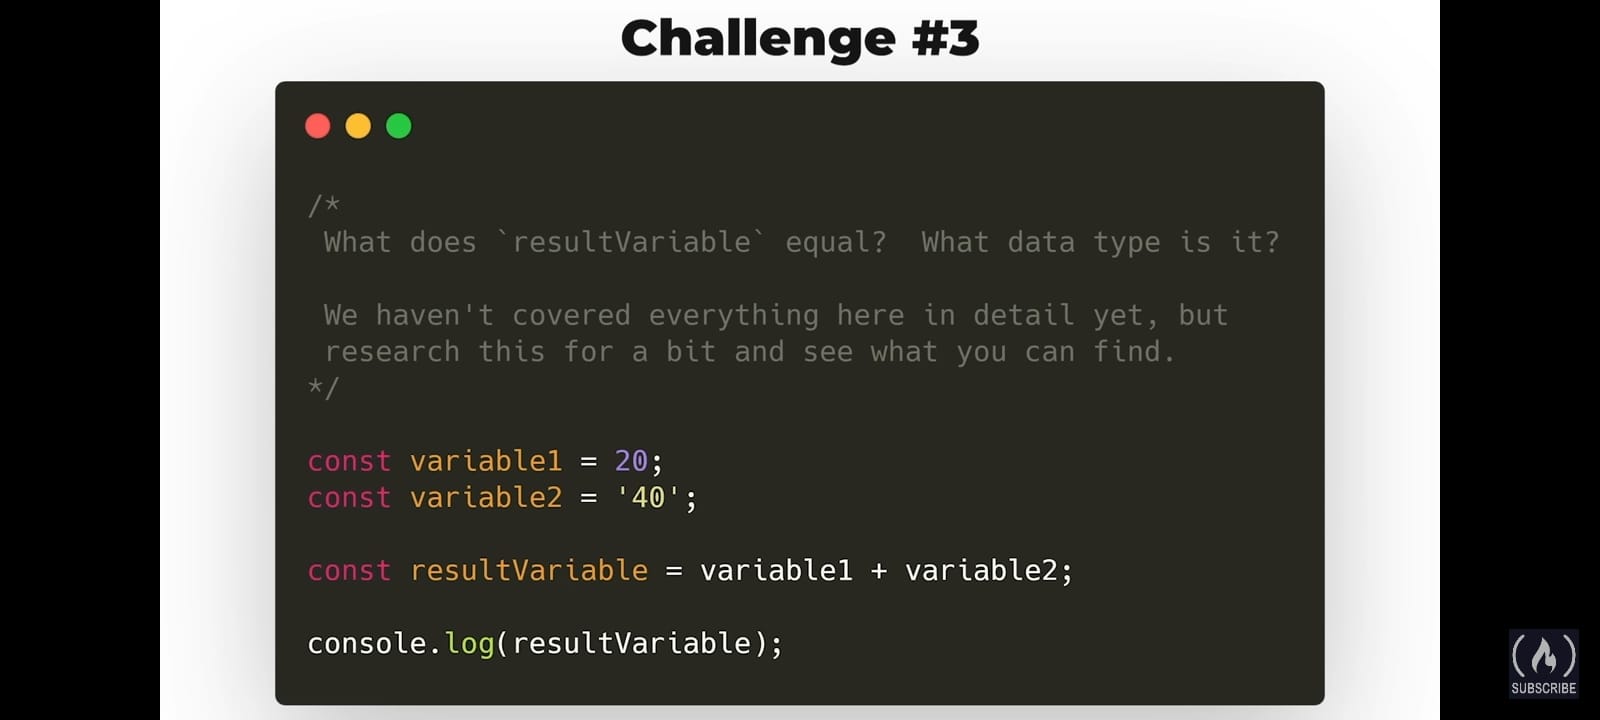 Challenge #3
/*
What does `resultVariable` equal?  What data type is it?
We haven't covered everything here in detail yet, but
research this for a bit and see what you can find.
*/
const variable1 = 20;
const variable2 = '40';
const resultVariable = variable1 + variable2;
console.log(resultVariable);
SUBSCRIBE